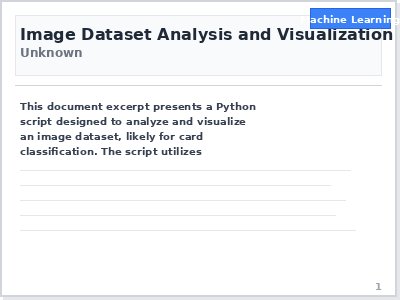 Machine Learning
Image Dataset Analysis and Visualization
Unknown
This document excerpt presents a Python
script designed to analyze and visualize
an image dataset, likely for card
classification. The script utilizes
1